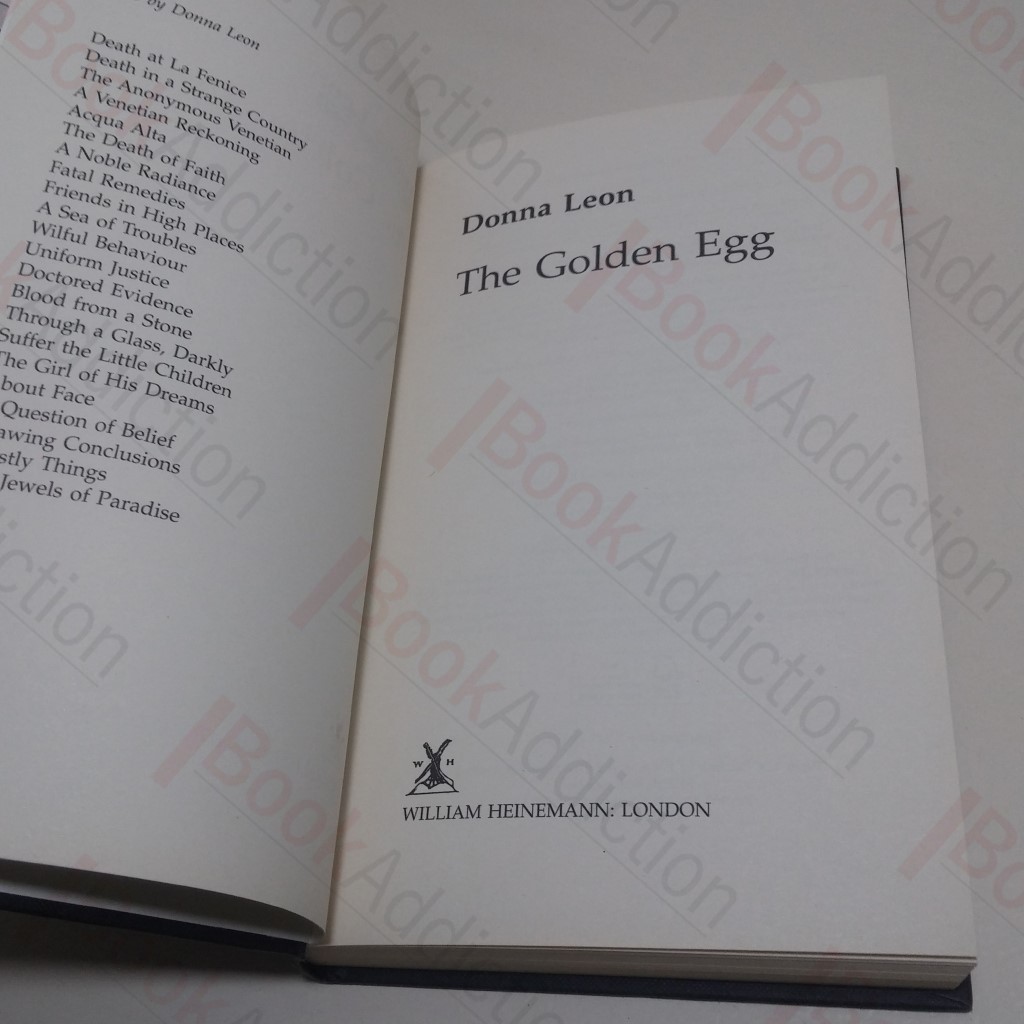 by Donna Leon
Death at La Fenice
Death in a Strange Country
The Anonymous Venetian
A Venetian Reckoning
Acqua Alta
The Death of Faith
A Noble Radiance
Fatal Remedies
Friends in High Places
A Sea of Troubles
Wilful Behaviour
Uniform Justice
Doctored Evidence
Blood from a Stone
Through a Glass, Darkly
Suffer the Little Children
The Girl of His Dreams
bout Face
Question of Belief
awing Conclusions
stly Things
Jewels of Paradise
Donna Leon
The Golden Egg
W H
WILLIAM HEINEMANN: LONDON
BookAddiction